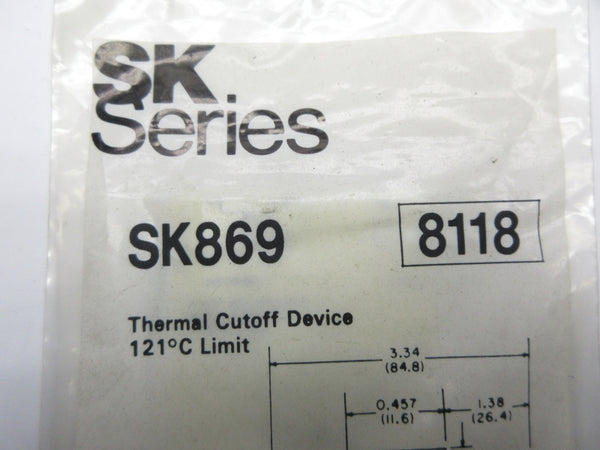 SK
Series
SK869
8118
Thermal Cutoff Device
121°C Limit
3.34
(84.8)
0.457
(11.6)
1.38
(26.4)